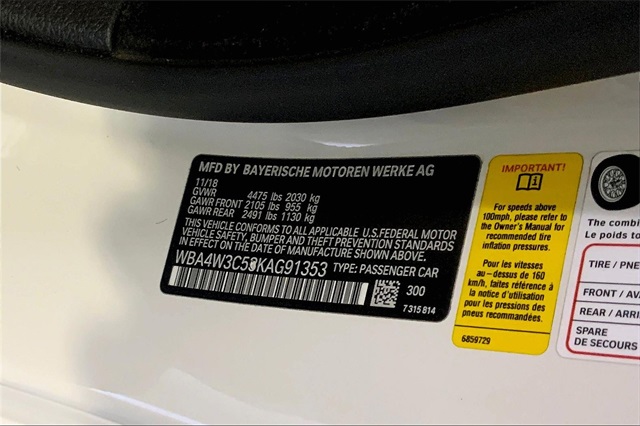 MFD BY BAYERISCHE MOTOREN WERKE AG
11/18
GVWR 4475 lbs 2030 kg
GAWR FRONT 2105 lbs 955 kg
GAWR REAR 2491 lbs 1130 kg
THIS VEHICLE CONFORMS TO ALL APPLICABLE U.S.FEDERAL MOTOR
VEHICLE SAFETY, BUMPER AND THEFT PREVENTION STANDARDS
IN EFFECT ON THE DATE OF MANUFACTURE SHOWN ABOVE.
WBA4W3C53KAG91353 TYPE: PASSENGER CAR
300
7315814
IMPORTANT!
For speeds above
100mph, please refer to
the Owner's Manual for
recommended tire
inflation pressures.
Pour les vitesses
au-dessus de 160
km/h, faites référence à
la notice d'utilisation
pour les pressions des
pneus recommandées.
6859729
The combi
Le poids to
TIRE / PNE
FRONT / AVA
REAR / ARRI
SPARE
DE SECOURS